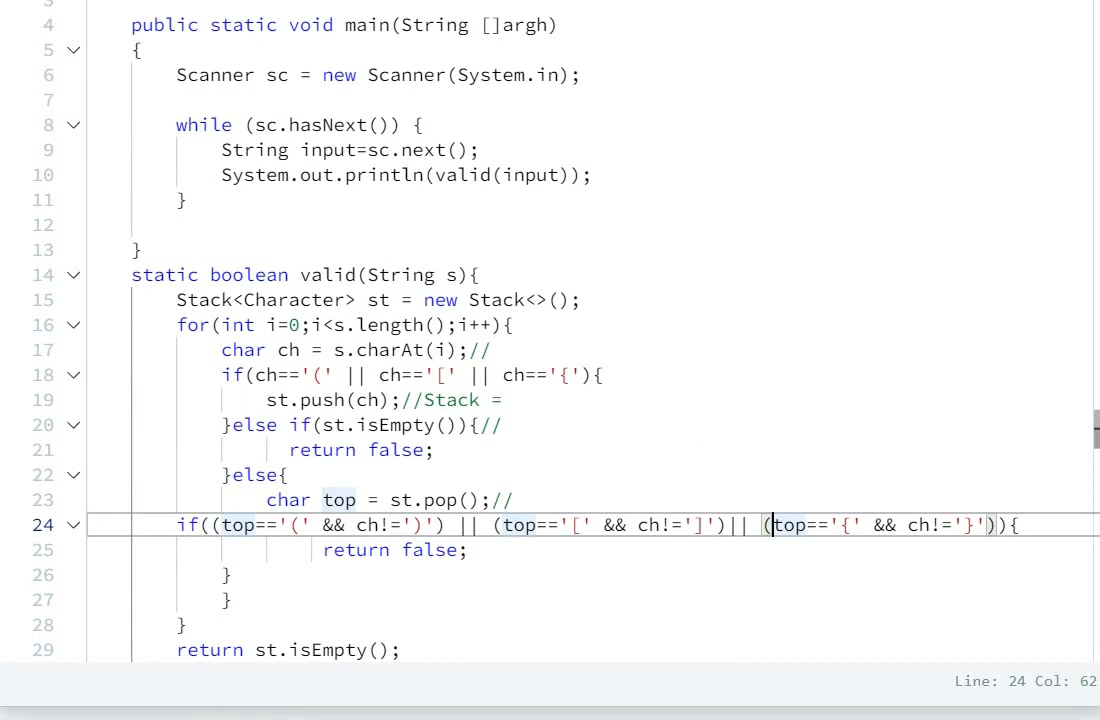 3
4 public static void main(String []argh)
5 {
6 Scanner sc = new Scanner(System.in);
7
8 while (sc.hasNext()) {
9 String input=sc.next();
10 System.out.println(valid(input));
11 }
12
13 }
14 static boolean valid(String s){
15 Stack<Character> st = new Stack<>();
16 for(int i=0;i<s.length();i++){
17 char ch = s.charAt(i);//
18 if(ch=='(' || ch=='[' || ch=='{'){
19 st.push(ch);//Stack =
20 }else if(st.isEmpty()){//
21 return false;
22 }else{
23 char top = st.pop();//
24 if((top=='(' && ch!=')') || (top=='[' && ch!=']')|| (top=='{' && ch!='}')){
25 return false;
26 }
27 }
28 }
29 return st.isEmpty();
Line: 24 Col: 62